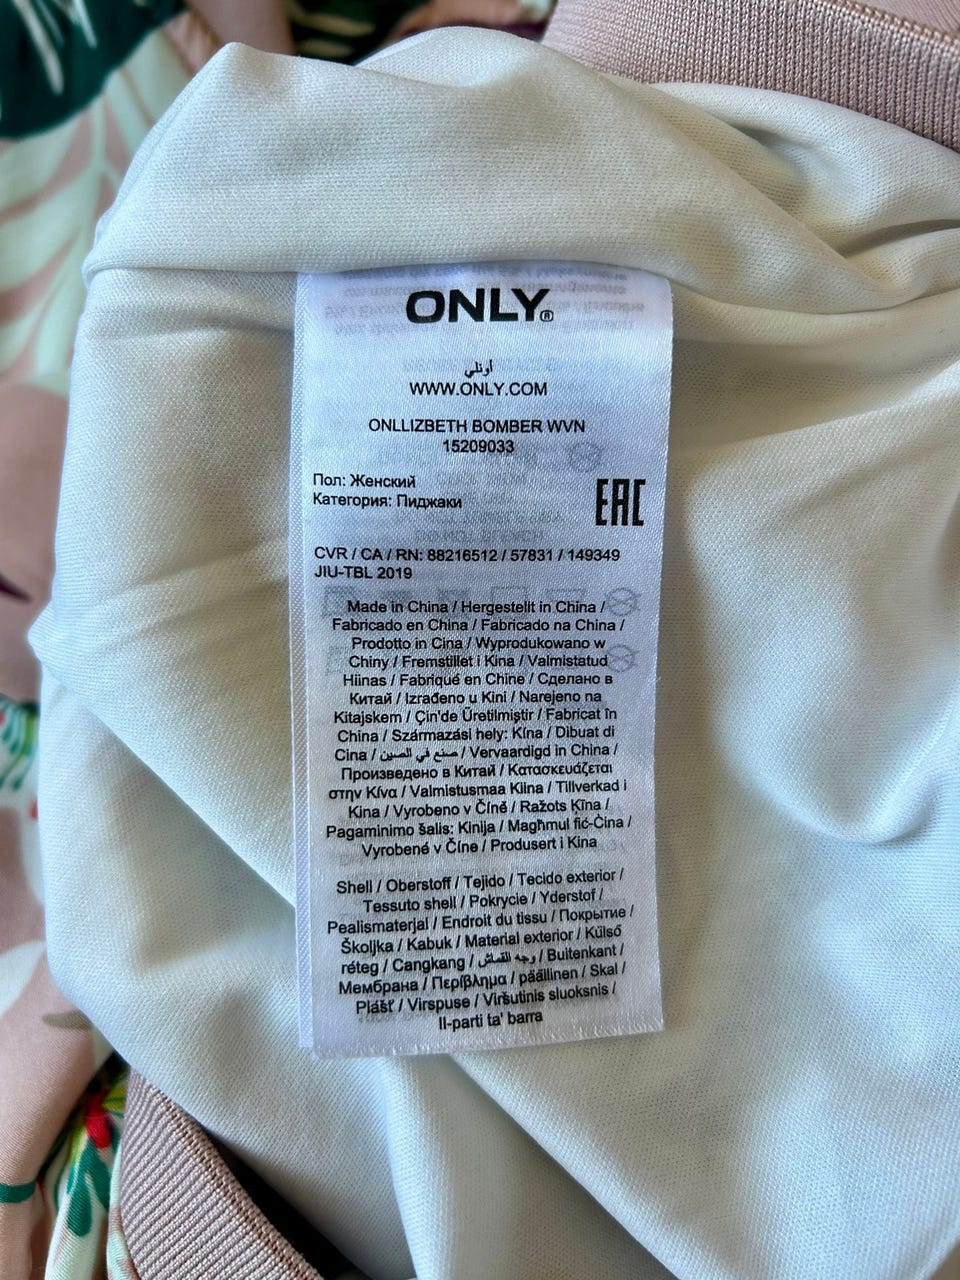 ONLY®
أونلي
WWW.ONLY.COM
ONLLIZBETH BOMBER WVN
15209033
Пол: Женский
Категория: Пиджаки
EAC
CVR / CA / RN: 88216512 / 57831 / 149349
JIU-TBL 2019
Made in China / Hergestellt in China /
Fabricado en China / Fabricado na China /
Prodotto in Cina / Wyprodukowano w
Chiny / Fremstillet i Kina / Valmistatud
Hiinas / Fabriqué en Chine / Сделано в
Китай / Izrađeno u Kini / Narejeno na
Kitajskem / Çin'de Üretilmiştir / Fabricat în
China / Származási hely: Kína / Dibuat di
Cina / صنع في الصين / Vervaardigd in China /
Произведено в Китай / Κατασκευάζεται
στην Κίνα / Valmistusmaa Kiina / Tillverkad i
Kina / Vyrobeno v Číně / Ražots Ķīna /
Pagaminimo šalis: Kinija / Magħmul fiċ-Ċina /
Vyrobené v Číne / Produsert i Kina
Shell / Oberstoff / Tejido / Tecido exterior /
Tessuto shell / Pokrycie / Yderstof /
Pealismaterjal / Endroit du tissu / Покрытие /
Školjka / Kabuk / Material exterior / Külső
réteg / Cangkang / وجه القماش / Buitenkant /
Мембрана / Περίβλημα / päällinen / Skal /
Plášť / Virspuse / Viršutinis sluoksnis /
Il-parti ta' barra